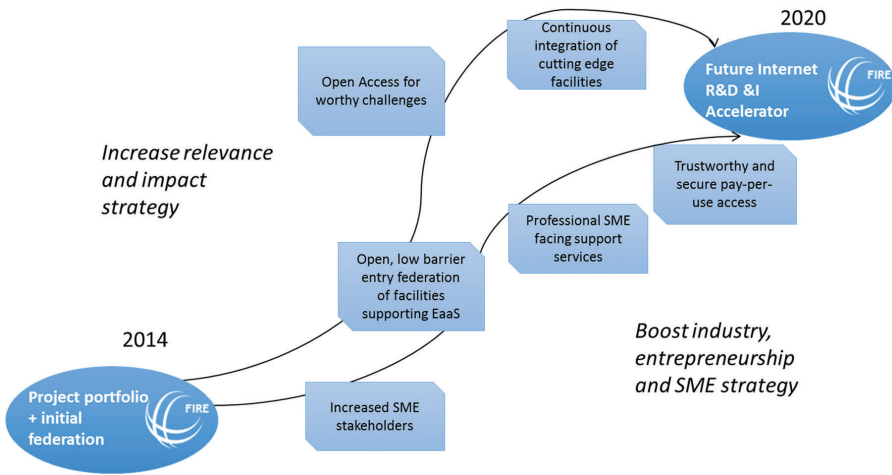 2020
Continuous
integration of
cutting edge
facilities
Future Internet
R&D &I
Accelerator
FIRE
Open Access for
worthy challenges
Increase relevance
and impact
strategy
Trustworthy and
secure pay-per-
use access
Professional SME
facing support
services
Open, low barrier
entry federation
of facilities
supporting EaaS
Boost industry,
entrepreneurship
and SME strategy
2014
Project portfolio
+ initial
federation
FIRE
Increased SME
stakeholders